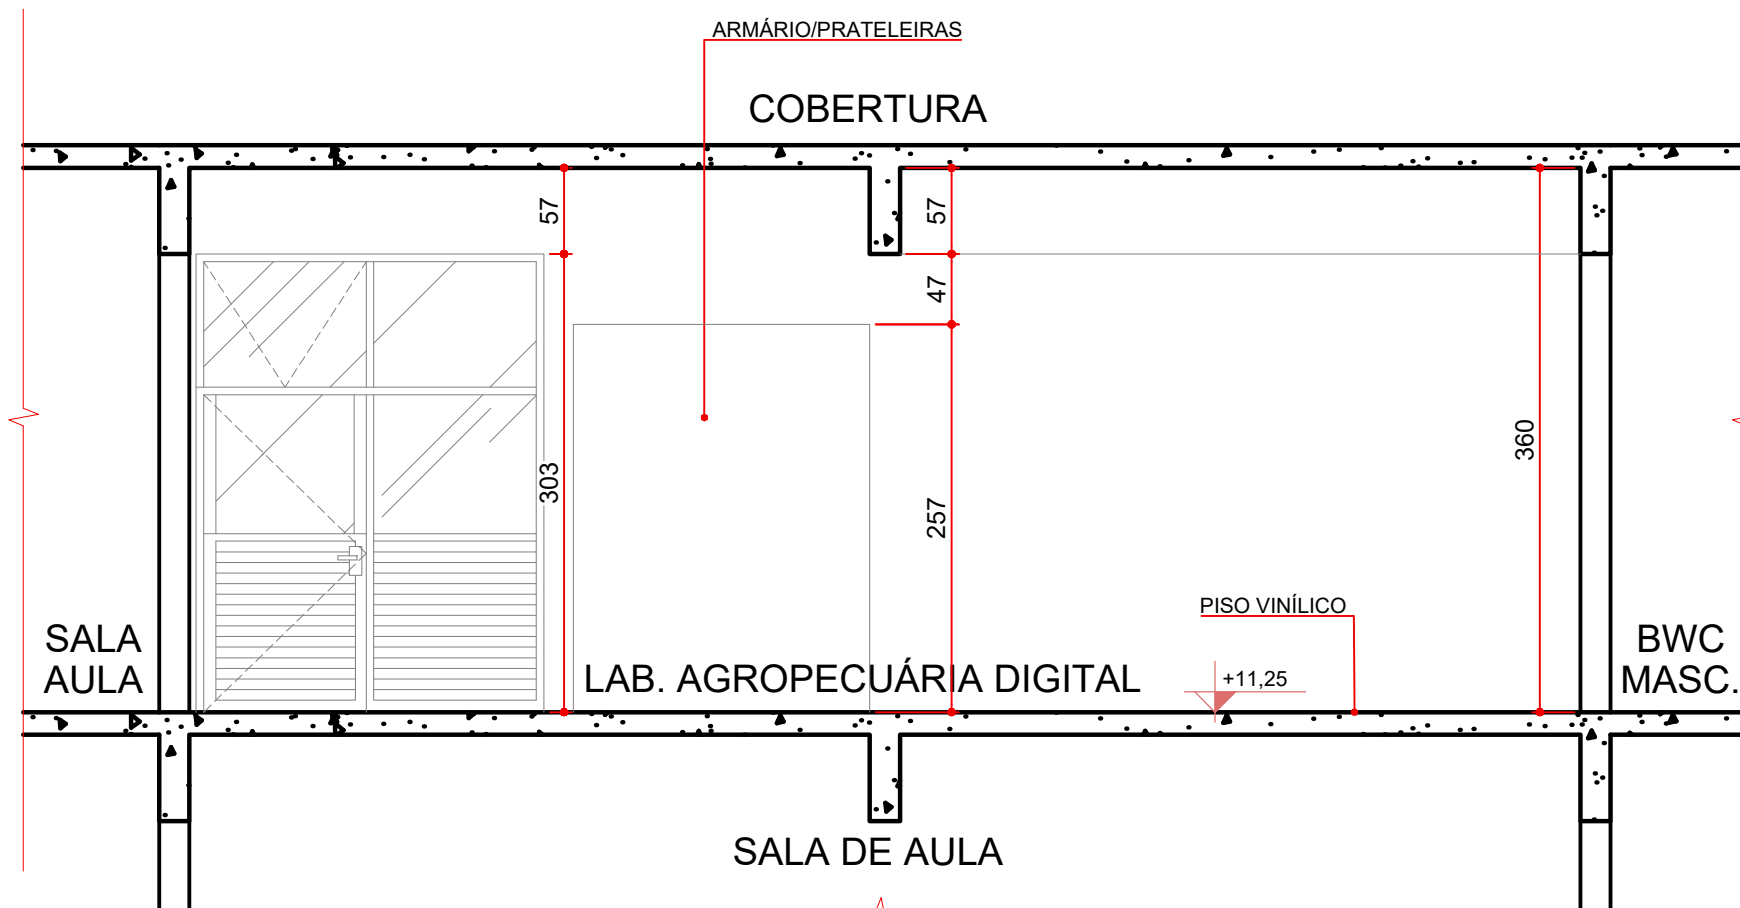 ARMÁRIO/PRATELEIRAS
COBERTURA
57
57
47
303
257
360
PISO VINÍLICO
SALA
AULA
LAB. AGROPECUÁRIA DIGITAL
+11,25
BWC
MASC.
SALA DE AULA